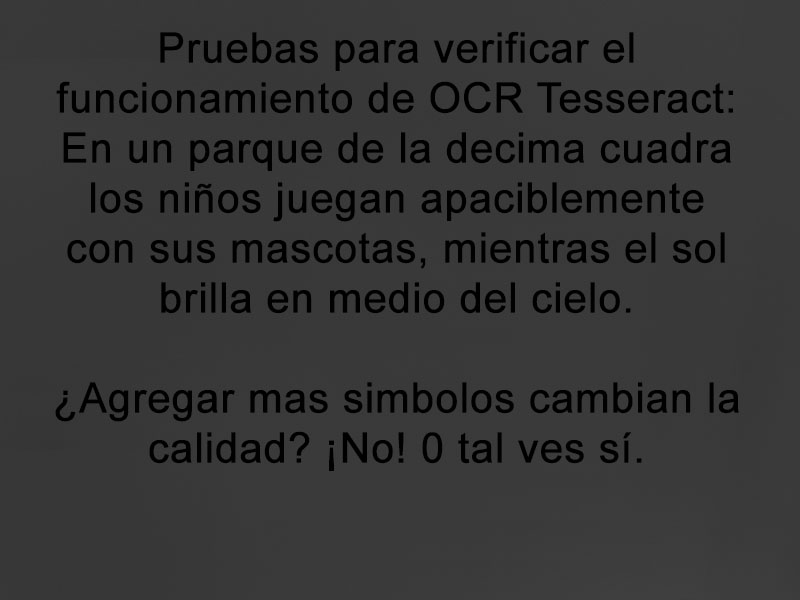 Pruebas para verificar el
funcionamiento de OCR Tesseract:
En un parque de la decima cuadra
los niños juegan apaciblemente
con sus mascotas, mientras el sol
brilla en medio del cielo.
¿Agregar mas simbolos cambian la
calidad? ¡No! 0 tal ves sí.